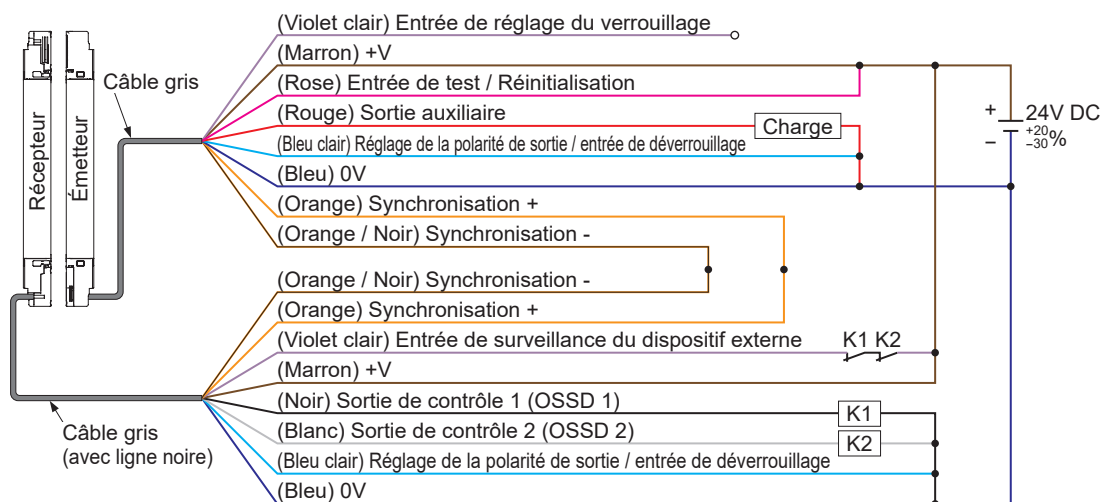 (Violet clair) Entrée de réglage du verrouillage
(Marron) +V
Câble gris
(Rose) Entrée de test / Réinitialisation
(Rouge) Sortie auxiliaire
Charge
+
24V DC
+20
–30%
–
(Bleu clair) Réglage de la polarité de sortie / entrée de déverrouillage
(Bleu) 0V
Récepteur
Émetteur
(Orange) Synchronisation +
(Orange / Noir) Synchronisation -
(Orange / Noir) Synchronisation -
(Orange) Synchronisation +
(Violet clair) Entrée de surveillance du dispositif externe
K1 K2
(Marron) +V
(Noir) Sortie de contrôle 1 (OSSD 1)
K1
Câble gris
(avec ligne noire)
(Blanc) Sortie de contrôle 2 (OSSD 2)
K2
(Bleu clair) Réglage de la polarité de sortie / entrée de déverrouillage
(Bleu) 0V